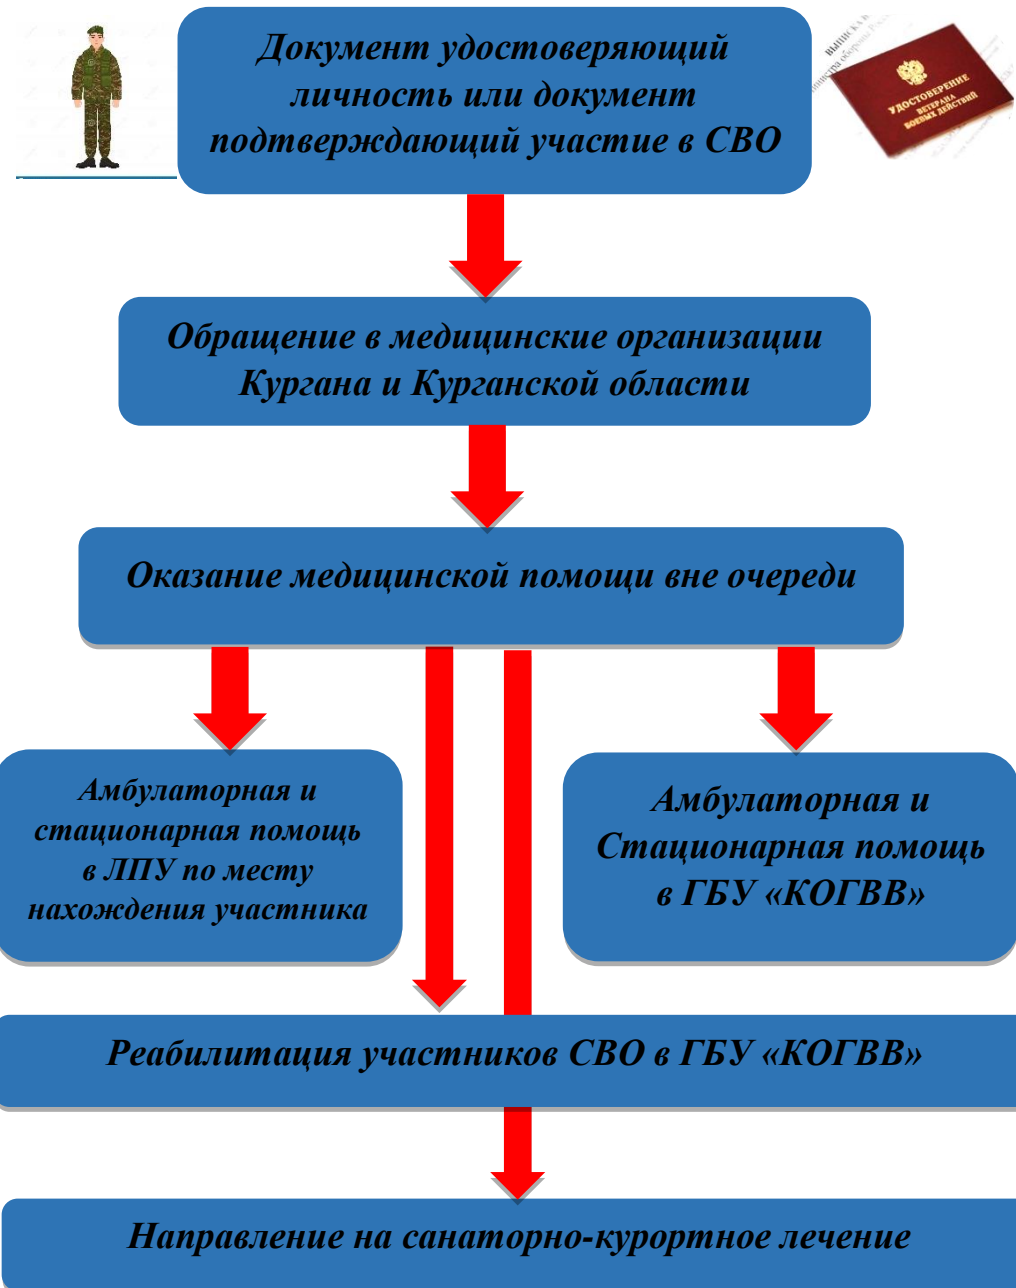 Документ удостоверяющий
личность или документ
подтверждающий участие в СВО
УДОСТОВЕРЕНИЕ
ВЕТЕРАНА
БОЕВЫХ ДЕЙСТВИЙ
Обращение в медицинские организации
Кургана и Курганской области
Оказание медицинской помощи вне очереди
Амбулаторная и
стационарная помощь
в ЛПУ по месту
нахождения участника
Амбулаторная и
Стационарная помощь
в ГБУ «КОГВВ»
Реабилитация участников СВО в ГБУ «КОГВВ»
Направление на санаторно-курортное лечение